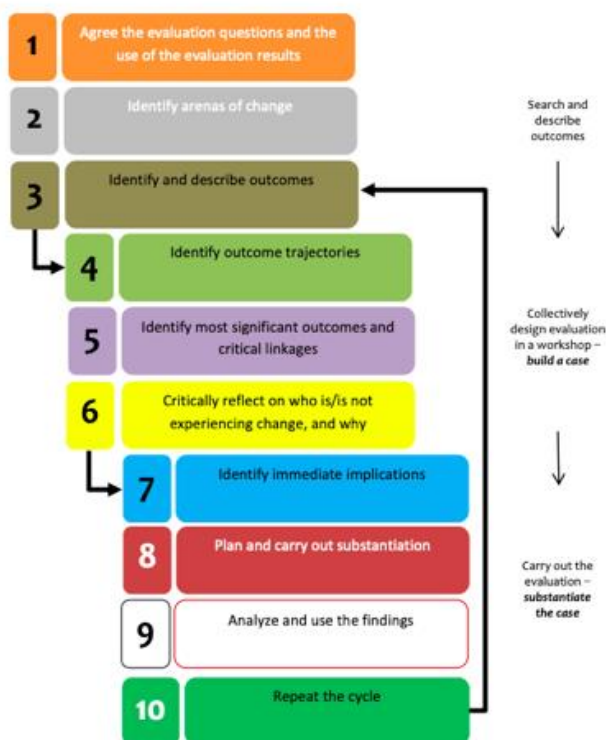 1
Agree the evaluation questions and the
use of the evaluation results
2
Identify arenas of change
3
Identify and describe outcomes
4
Identify outcome trajectories
5
Identify most significant outcomes and
critical linkages
6
Critically reflect on who is/is not
experiencing change, and why
7
Identify immediate implications
8
Plan and carry out substantiation
9
Analyze and use the findings
10
Repeat the cycle
Search and
describe
outcomes
Collectively
design evaluation
in a workshop –
build a case
Carry out the
evaluation –
substantiate
the case